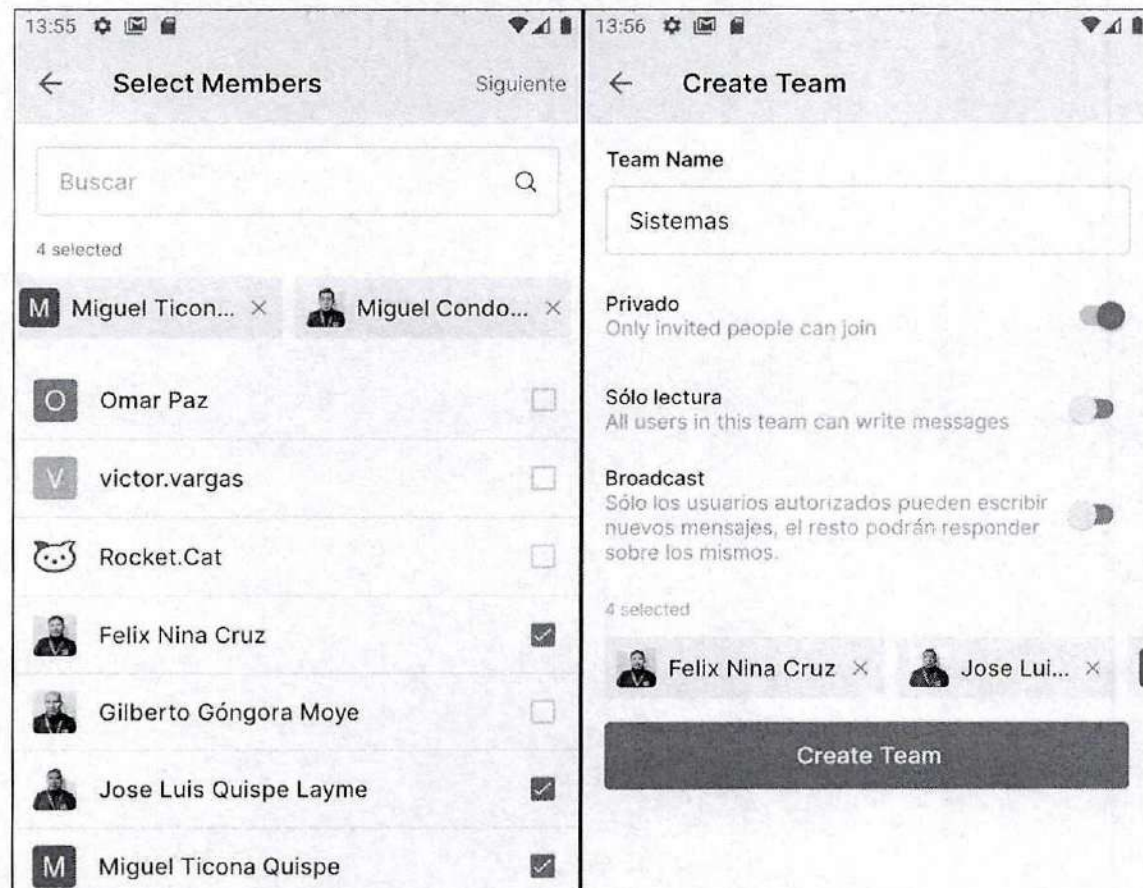 13:55
Select Members
Siguiente
Buscar
4 selected
M Miguel Ticon... ×
Miguel Condo... ×
O Omar Paz
V victor.vargas
Rocket.Cat
Felix Nina Cruz
Gilberto Góngora Moye
Jose Luis Quispe Layme
M Miguel Ticona Quispe
13:56
Create Team
Team Name
Sistemas
Privado
Only invited people can join
Sólo lectura
All users in this team can write messages
Broadcast
Sólo los usuarios autorizados pueden escribir
nuevos mensajes, el resto podrán responder
sobre los mismos.
4 selected
Felix Nina Cruz ×
Jose Lui... ×
Create Team